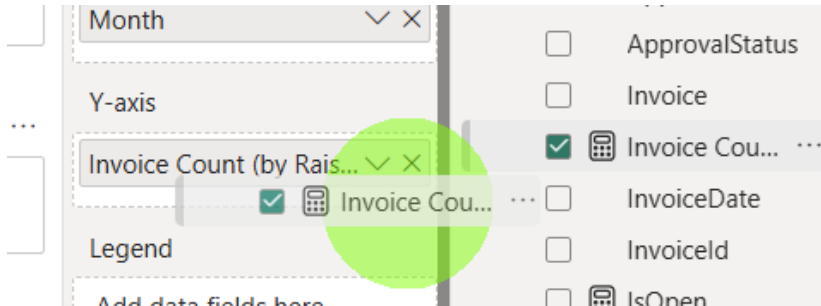 Month
Y-axis
Invoice Count (by Rais...
Invoice Cou... ...
Legend
Add data fields here
...
ApprovalStatus
Invoice
Invoice Cou... ...
InvoiceDate
InvoiceId
IsOpen